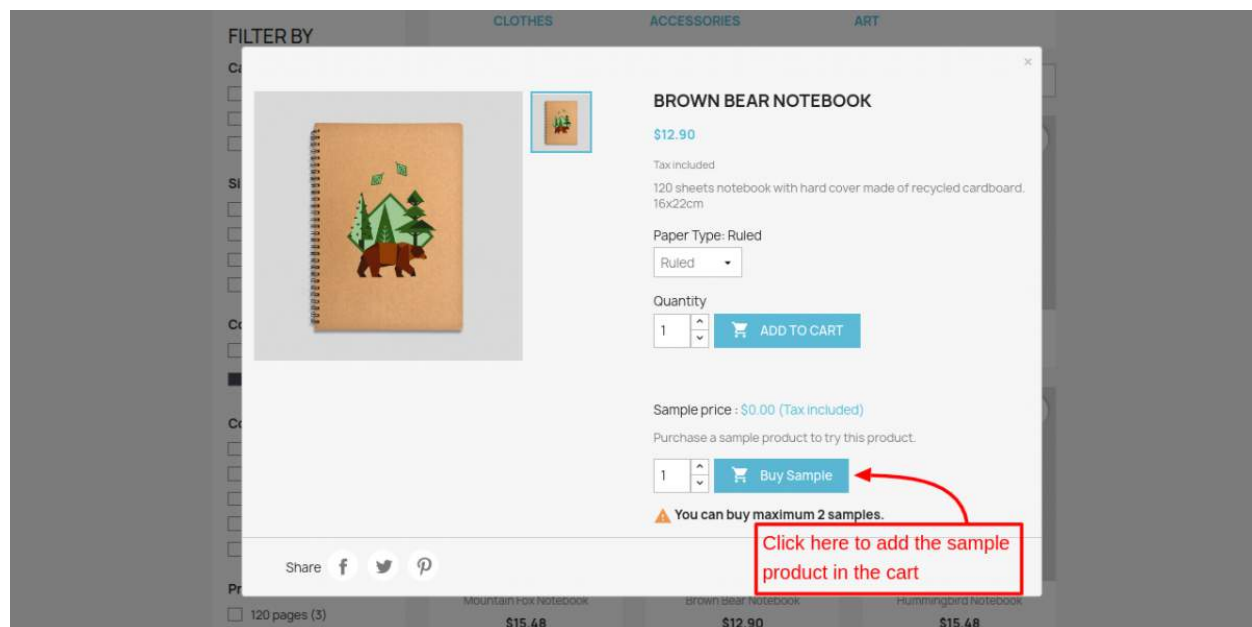 CLOTHES
ACCESSORIES
ART
FILTER BY
×
BROWN BEAR NOTEBOOK
$12.90
Tax included
120 sheets notebook with hard cover made of recycled cardboard.
16x22cm
Paper Type: Ruled
Ruled
Quantity
1
ADD TO CART
Sample price : $0.00 (Tax included)
Purchase a sample product to try this product.
1
Buy Sample
You can buy maximum 2 samples.
Click here to add the sample
product in the cart
Share
120 pages (3)
Mountain Fox Notebook
Brown Bear Notebook
Hummingbird Notebook
$15.48
$12.90
$15.48